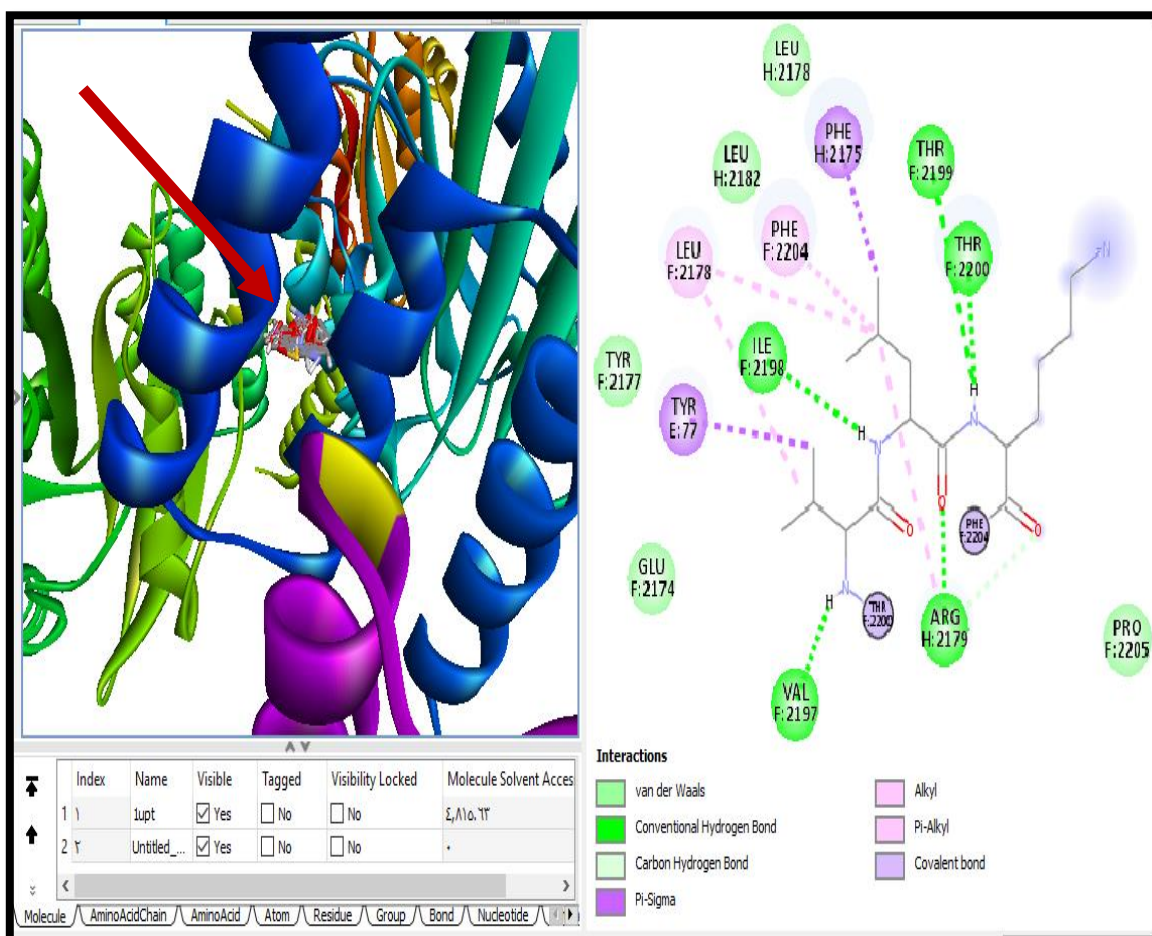 LEU
H:2178
PHE
H:2175
THR
F:2199
LEU
H:2182
PHE
F:2204
THR
F:2200
LEU
F:2178
ILE
F:2198
TYR
F:2177
TYR
E:77
GLU
F:2174
PHE
F:2204
THR
F:2200
ARG
H:2179
PRO
F:2205
VAL
F:2197
N
H
H
N
N
O
O
O
H
N
Interactions
van der Waals
Conventional Hydrogen Bond
Carbon Hydrogen Bond
Pi-Sigma
Alkyl
Pi-Alkyl
Covalent bond
Index Name Visible Tagged Visibility Locked Molecule Solvent Access
1 ١ 1upt Yes No No ٤,٨١٥.٦٣
2 ٢ Untitled_... Yes No No ٠
Molecule AminoAcidChain AminoAcid Atom Residue Group Bond Nucleotide